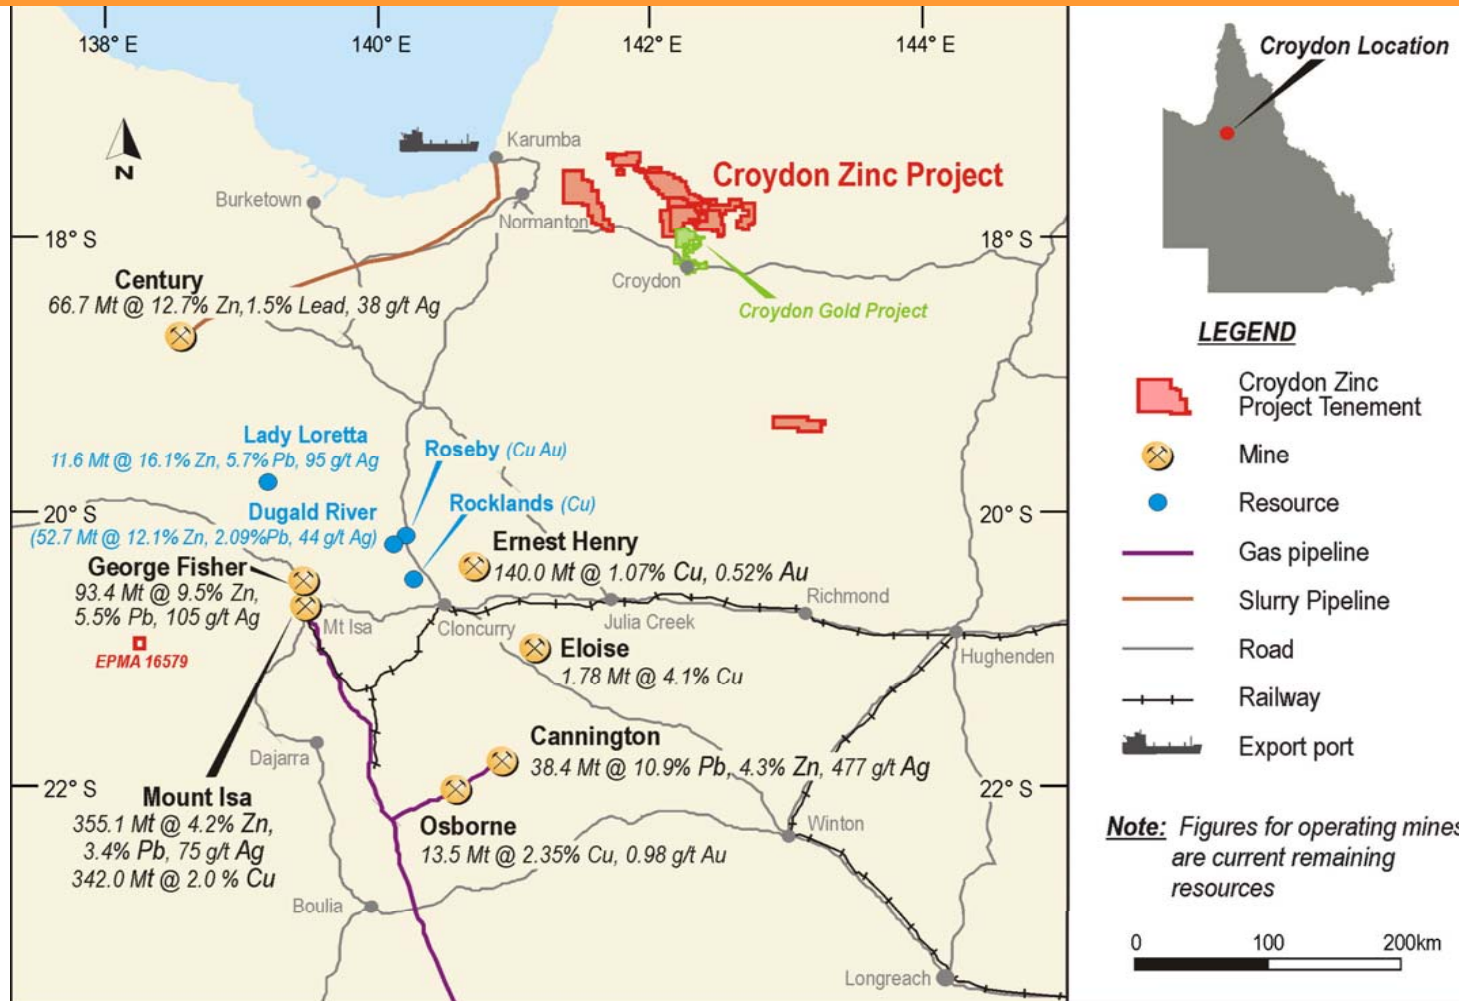 138° E
140° E
142° E
144° E
Croydon Location
Karumba
N
Croydon Zinc Project
Burketown
Normanton
18° S
18° S
Century
66.7 Mt @ 12.7% Zn,1.5% Lead, 38 g/t Ag
Croydon
Croydon Gold Project
LEGEND
Croydon Zinc
Project Tenement
Mine
Resource
Gas pipeline
Slurry Pipeline
Road
Railway
Export port
Lady Loretta
11.6 Mt @ 16.1% Zn, 5.7% Pb, 95 g/t Ag
Roseby (Cu Au)
Rocklands (Cu)
20° S
20° S
Dugald River
(52.7 Mt @ 12.1% Zn, 2.09%Pb, 44 g/t Ag)
Ernest Henry
140.0 Mt @ 1.07% Cu, 0.52% Au
George Fisher
93.4 Mt @ 9.5% Zn,
5.5% Pb, 105 g/t Ag
Mt Isa
Cloncurry
Julia Creek
Richmond
Hughenden
EPMA 16579
Eloise
1.78 Mt @ 4.1% Cu
Dajarra
Cannington
38.4 Mt @ 10.9% Pb, 4.3% Zn, 477 g/t Ag
22° S
22° S
Mount Isa
355.1 Mt @ 4.2% Zn,
3.4% Pb, 75 g/t Ag
342.0 Mt @ 2.0 % Cu
Osborne
13.5 Mt @ 2.35% Cu, 0.98 g/t Au
Winton
Boulia
Longreach
Note: Figures for operating mines
are current remaining
resources
0 100 200km